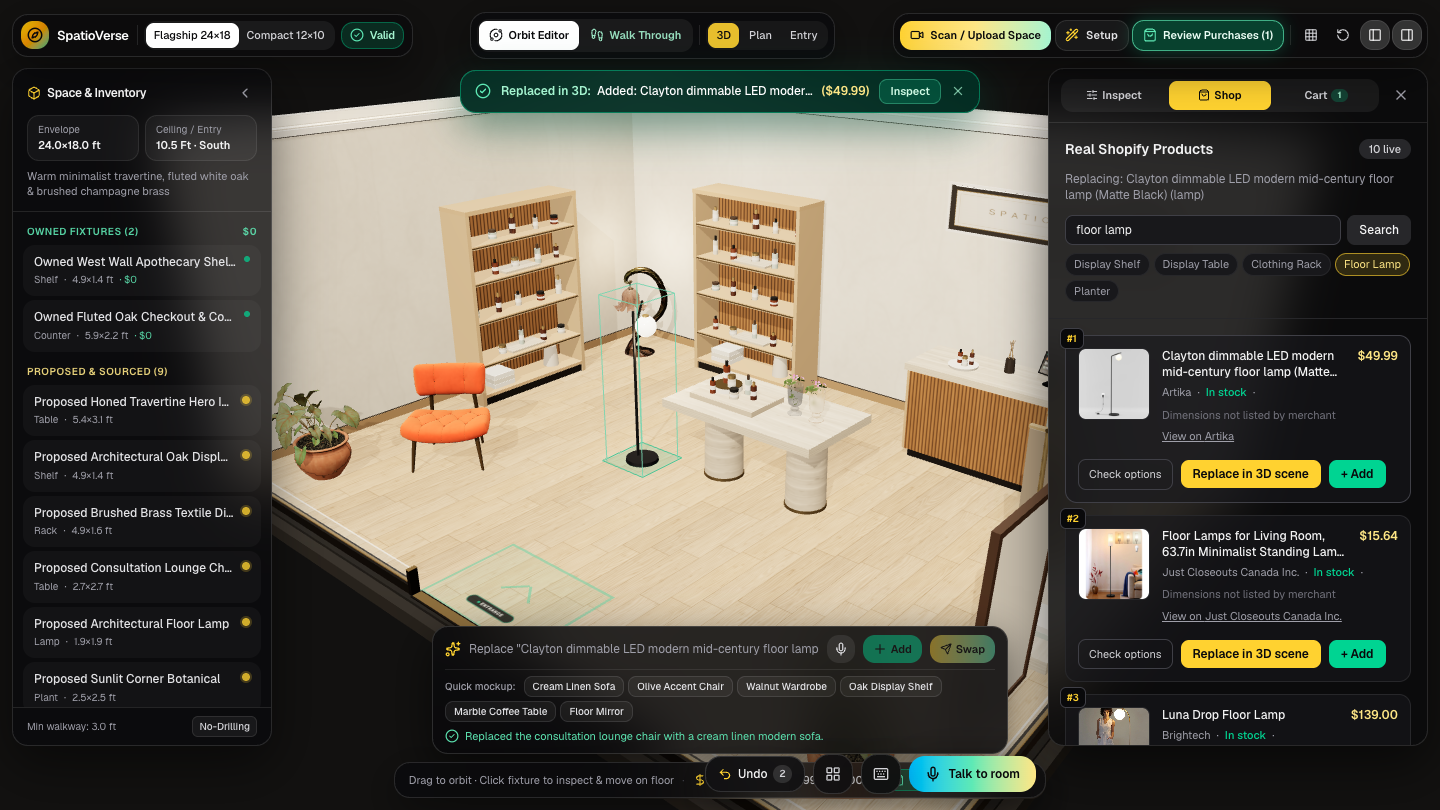 SpatioVerse
Flagship 24×18
Compact 12×10
Valid
Orbit Editor
Walk Through
3D
Plan
Entry
Scan / Upload Space
Setup
Review Purchases (1)
Space & Inventory
Envelope
24.0×18.0 ft
Ceiling / Entry
10.5 Ft · South
Warm minimalist travertine, fluted white oak
& brushed champagne brass
OWNED FIXTURES (2)
$0
Owned West Wall Apothecary Shel...
Shelf · 4.9×1.4 ft · $0
Owned Fluted Oak Checkout & Co...
Counter · 5.9×2.2 ft · $0
PROPOSED & SOURCED (9)
Proposed Honed Travertine Hero I...
Table · 5.4×3.1 ft
Proposed Architectural Oak Displ...
Shelf · 4.9×1.4 ft
Proposed Brushed Brass Textile Di...
Rack · 4.9×1.6 ft
Proposed Consultation Lounge Ch...
Table · 2.7×2.7 ft
Proposed Architectural Floor Lamp
Lamp · 1.9×1.9 ft
Proposed Sunlit Corner Botanical
Plant · 2.5×2.5 ft
Min walkway: 3.0 ft
No-Drilling
Replaced in 3D: Added: Clayton dimmable LED moder... ($49.99)
Inspect
SPATIO
ENTRANCE
Replace "Clayton dimmable LED modern mid-century floor lamp
Add
Swap
Quick mockup:
Cream Linen Sofa
Olive Accent Chair
Walnut Wardrobe
Oak Display Shelf
Marble Coffee Table
Floor Mirror
Replaced the consultation lounge chair with a cream linen modern sofa.
Drag to orbit · Click fixture to inspect & move on floor
Undo 2
Talk to room
Inspect
Shop
Cart 1
Real Shopify Products
10 live
Replacing: Clayton dimmable LED modern mid-century floor
lamp (Matte Black) (lamp)
floor lamp
Search
Display Shelf
Display Table
Clothing Rack
Floor Lamp
Planter
#1
Clayton dimmable LED modern
mid-century floor lamp (Matte...
$49.99
Artika · In stock ·
Dimensions not listed by merchant
View on Artika
Check options
Replace in 3D scene
+ Add
#2
Floor Lamps for Living Room,
63.7in Minimalist Standing Lam...
$15.64
Just Closeouts Canada Inc. · In stock ·
Dimensions not listed by merchant
View on Just Closeouts Canada Inc.
Check options
Replace in 3D scene
+ Add
#3
Luna Drop Floor Lamp
$139.00
Brightech · In stock ·